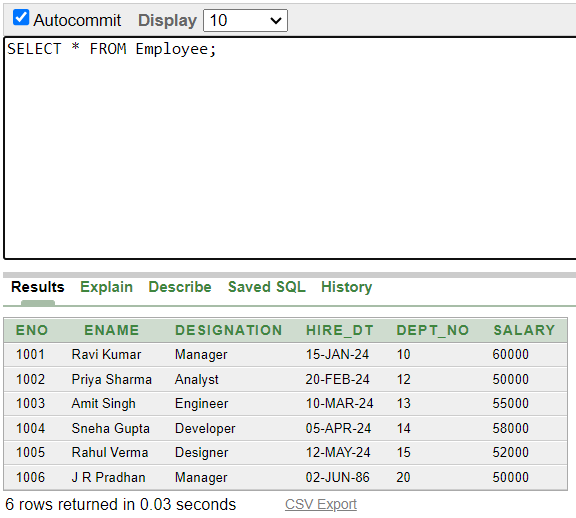 Autocommit Display 10
SELECT * FROM Employee;
Results Explain Describe Saved SQL History
ENO ENAME DESIGNATION HIRE_DT DEPT_NO SALARY
1001 Ravi Kumar Manager 15-JAN-24 10 60000
1002 Priya Sharma Analyst 20-FEB-24 12 50000
1003 Amit Singh Engineer 10-MAR-24 13 55000
1004 Sneha Gupta Developer 05-APR-24 14 58000
1005 Rahul Verma Designer 12-MAY-24 15 52000
1006 J R Pradhan Manager 02-JUN-86 20 50000
6 rows returned in 0.03 seconds CSV Export